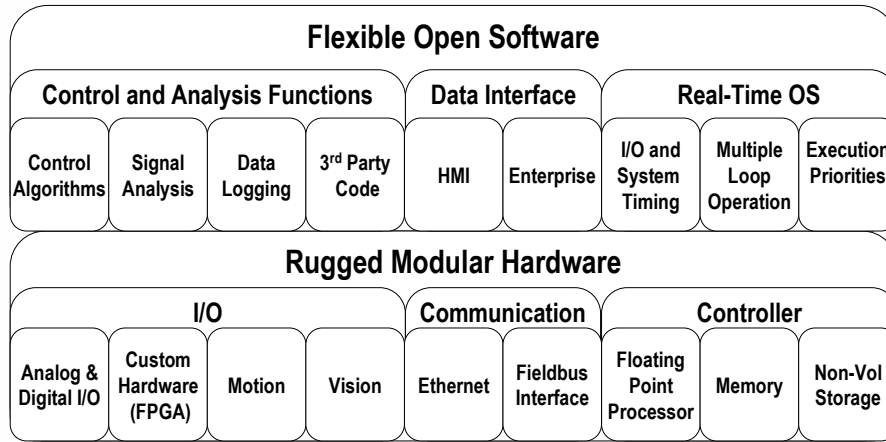 Flexible Open Software
Control and Analysis Functions
Data Interface
Real-Time OS
Control
Algorithms
Signal
Analysis
Data
Logging
3rd Party
Code
HMI
Enterprise
I/O and
System
Timing
Multiple
Loop
Operation
Execution
Priorities
Rugged Modular Hardware
I/O
Communication
Controller
Analog &
Digital I/O
Custom
Hardware
(FPGA)
Motion
Vision
Ethernet
Fieldbus
Interface
Floating
Point
Processor
Memory
Non-Vol
Storage